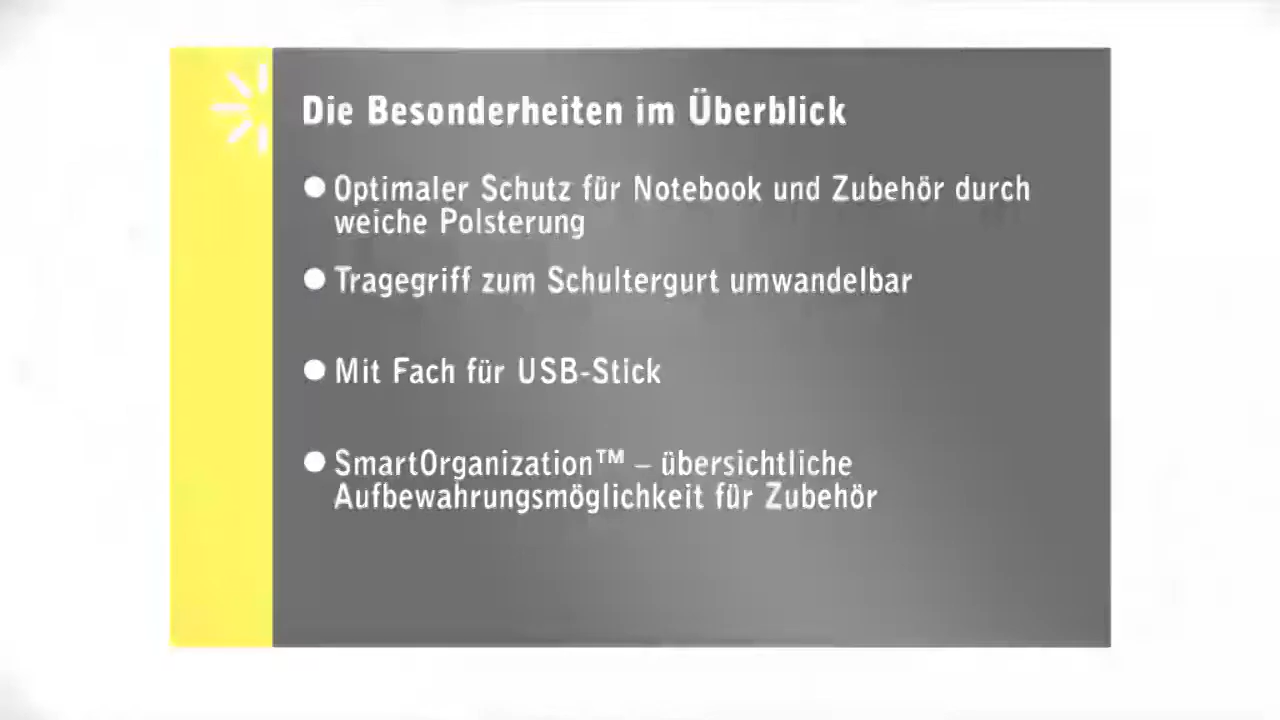 Die Besonderheiten im Überblick
● Optimaler Schutz für Notebook und Zubehör durch
weiche Polsterung
● Tragegriff zum Schultergurt umwandelbar
● Mit Fach für USB-Stick
● SmartOrganization™ – übersichtliche
Aufbewahrungsmöglichkeit für Zubehör